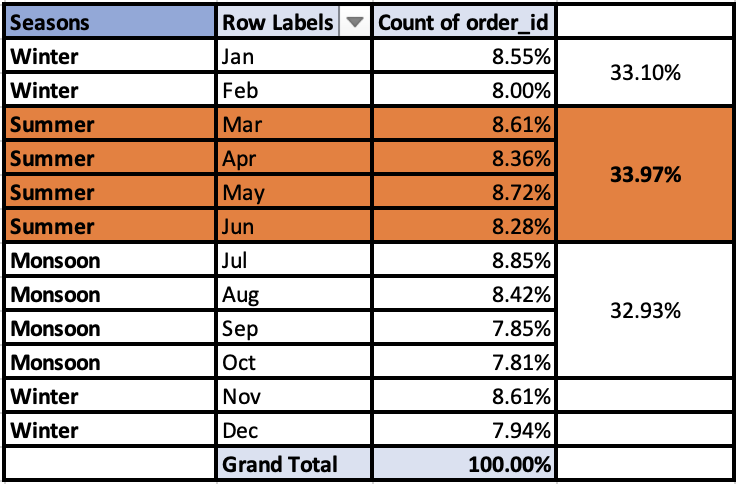 Seasons Row Labels Count of order_id
Winter Jan 8.55% 33.10%
Winter Feb 8.00%
Summer Mar 8.61% 33.97%
Summer Apr 8.36%
Summer May 8.72%
Summer Jun 8.28%
Monsoon Jul 8.85% 32.93%
Monsoon Aug 8.42%
Monsoon Sep 7.85%
Monsoon Oct 7.81%
Winter Nov 8.61%
Winter Dec 7.94%
Grand Total 100.00%